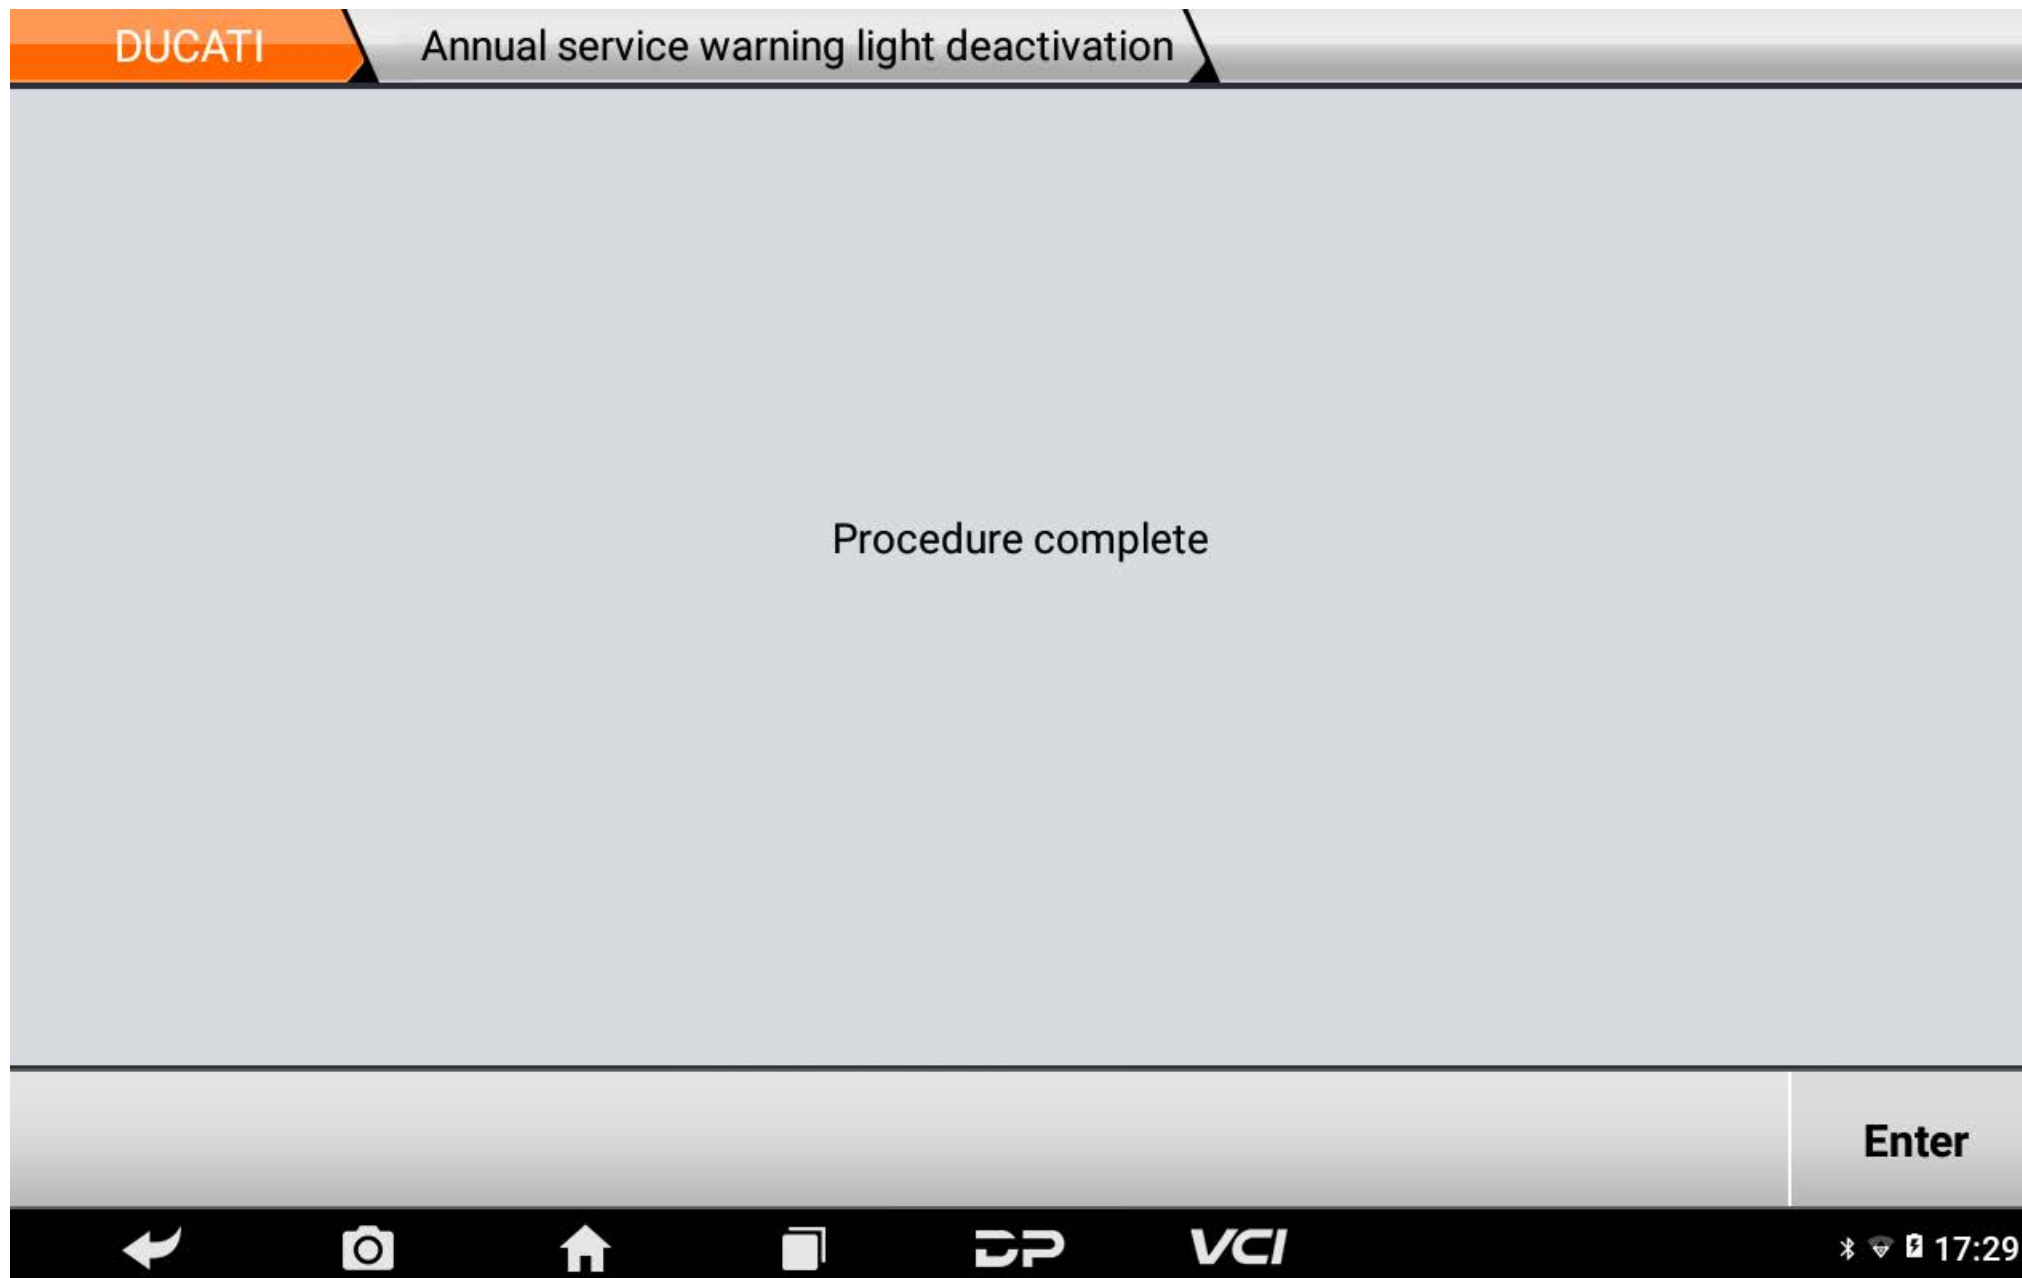 DUCATI
Annual service warning light deactivation
Procedure complete
Enter
DP
VCI
17:29